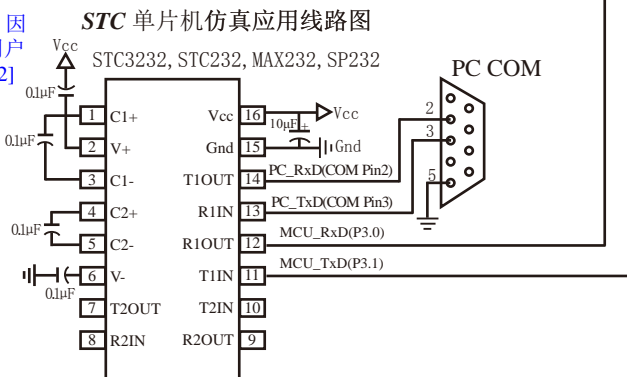 因
STC 单片机仿真应用线路图
户
Vcc
STC3232, STC232, MAX232, SP232
2]
PC COM
0.1μF
1 C1+ Vcc 16 Vcc
2
10μF +
0.1μF
3
2 V+ Gnd 15 Gnd
PC_RxD(COM Pin2)
3 C1- T1OUT 14
5
PC_TxD(COM Pin3)
4 C2+ R1IN 13
0.1μF
MCU_RxD(P3.0)
5 C2- R1OUT 12
MCU_TxD(P3.1)
6 V- T1IN 11
0.1μF
7 T2OUT T2IN 10
8 R2IN R2OUT 9